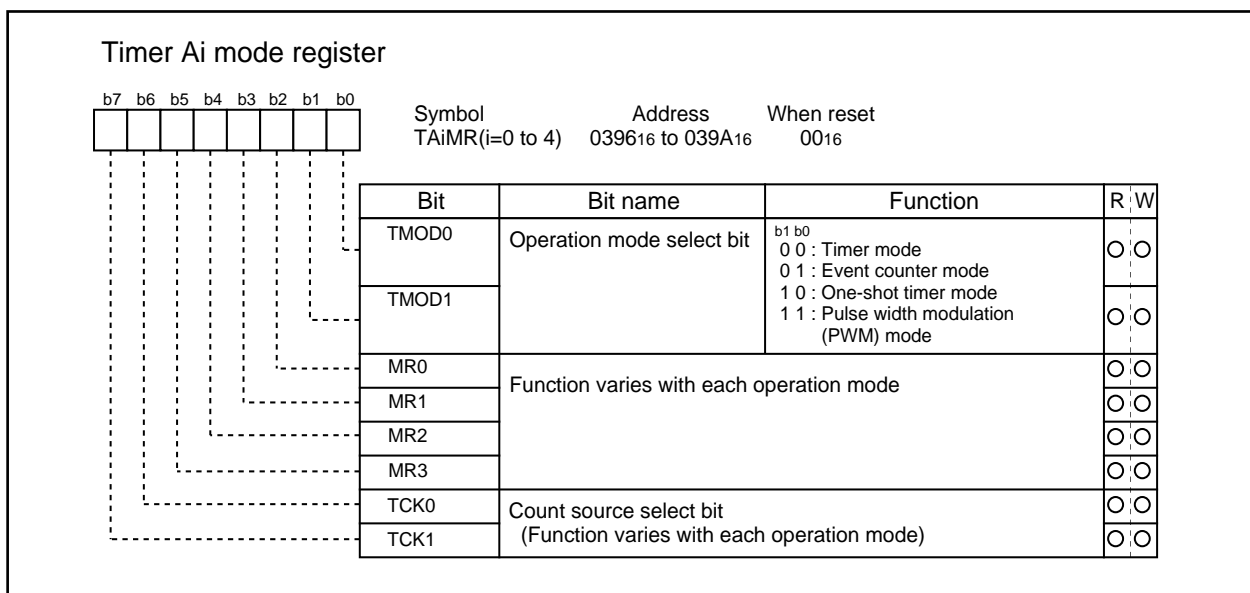 Timer Ai mode register
b7 b6 b5 b4 b3 b2 b1 b0
Symbol Address When reset
TAiMR(i=0 to 4) 039616 to 039A16 0016
Bit Bit name Function R W
TMOD0 Operation mode select bit b1 b0
0 0 : Timer mode
0 1 : Event counter mode
TMOD1 1 0 : One-shot timer mode
1 1 : Pulse width modulation
(PWM) mode
MR0 Function varies with each operation mode
MR1
MR2
MR3
TCK0 Count source select bit
(Function varies with each operation mode)
TCK1